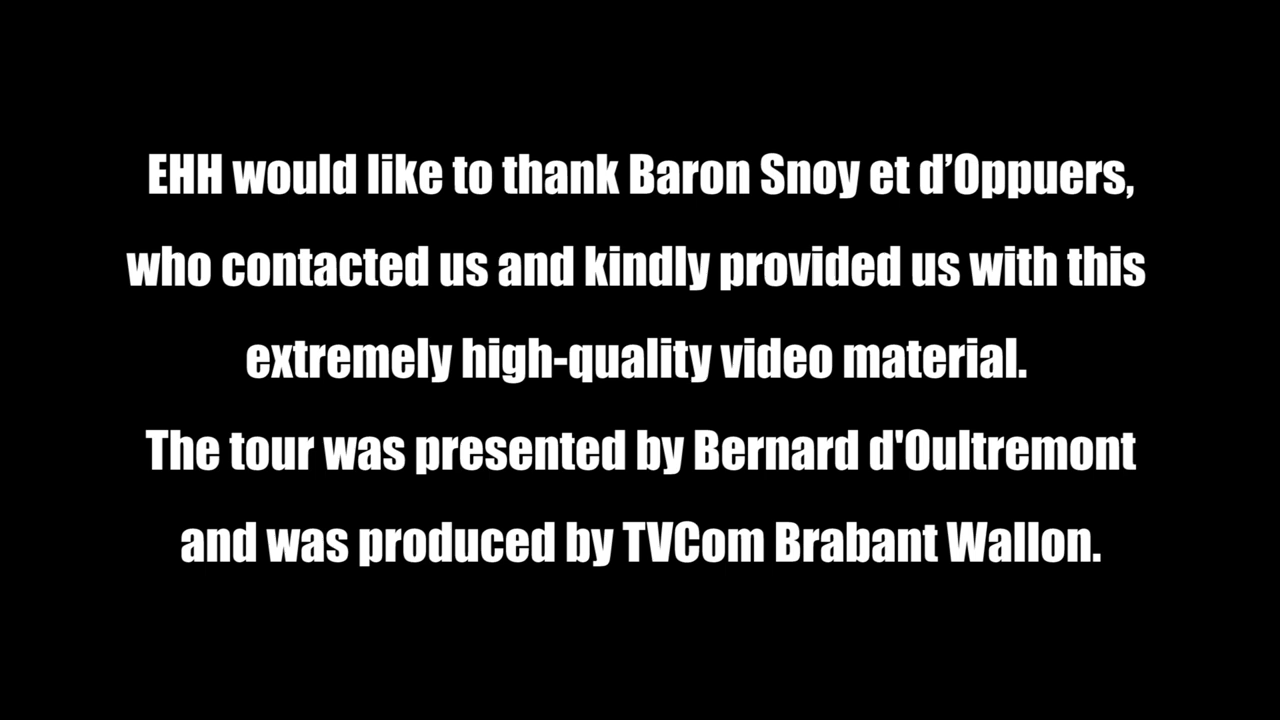 EHH would like to thank Baron Snoy et d’Oppuers,
who contacted us and kindly provided us with this
extremely high-quality video material.
The tour was presented by Bernard d'Oultremont
and was produced by TVCom Brabant Wallon.